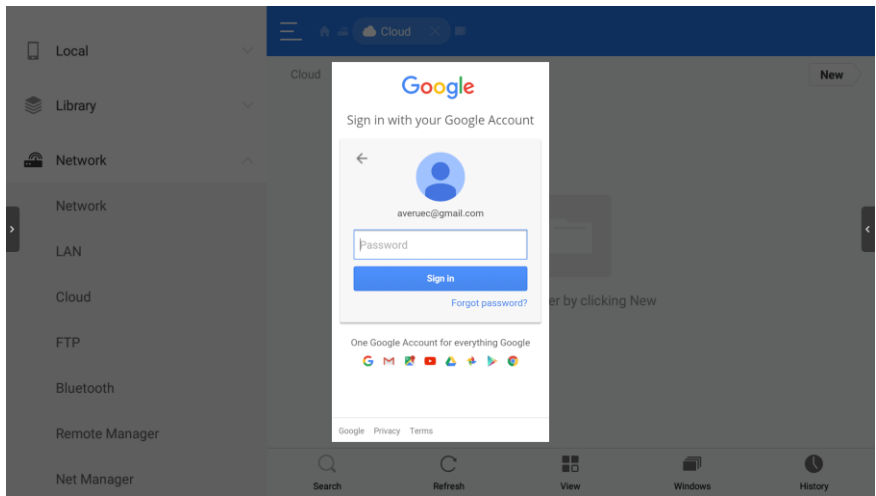 Local
Library
Network
Network
LAN
Cloud
FTP
Bluetooth
Remote Manager
Net Manager
Cloud
Cloud
New
Google
Sign in with your Google Account
averuec@gmail.com
Password
Sign in
Forgot password?
One Google Account for everything Google
Google Privacy Terms
er by clicking New
Search Refresh View Windows History